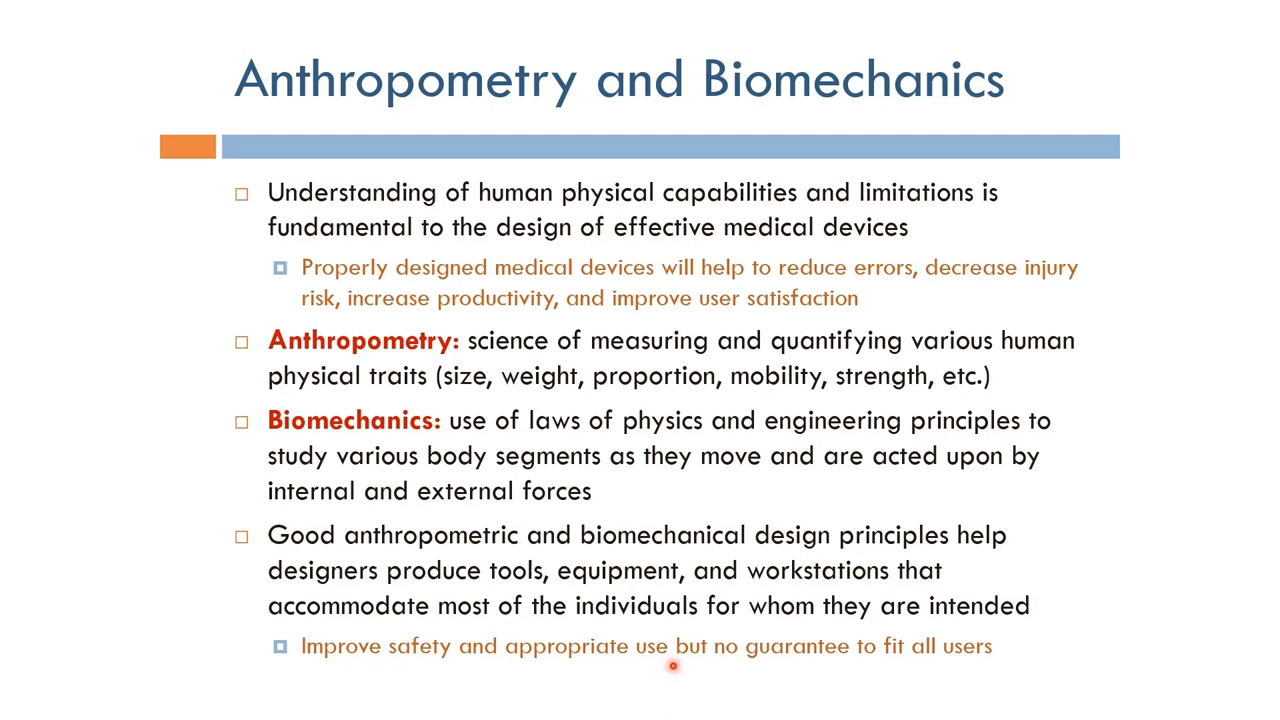 Anthropometry and Biomechanics
Understanding of human physical capabilities and limitations is
fundamental to the design of effective medical devices
Properly designed medical devices will help to reduce errors, decrease injury
risk, increase productivity, and improve user satisfaction
Anthropometry: science of measuring and quantifying various human
physical traits (size, weight, proportion, mobility, strength, etc.)
Biomechanics: use of laws of physics and engineering principles to
study various body segments as they move and are acted upon by
internal and external forces
Good anthropometric and biomechanical design principles help
designers produce tools, equipment, and workstations that
accommodate most of the individuals for whom they are intended
Improve safety and appropriate use but no guarantee to fit all users